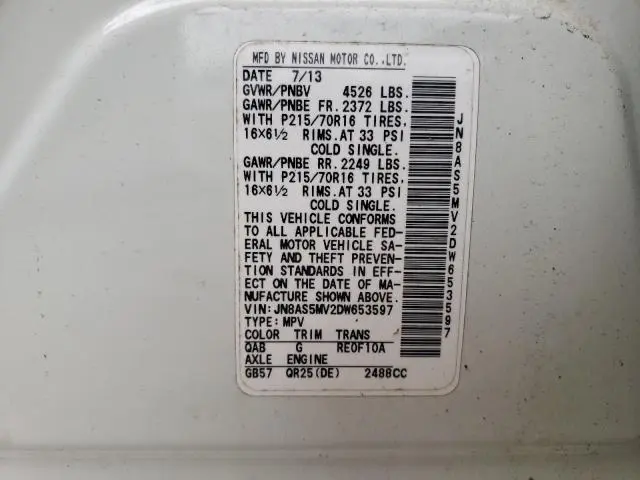 MFD BY NISSAN MOTOR CO.,LTD.
DATE 7/13
GVWR/PNBV 4526 LBS.
GAWR/PNBE FR. 2372 LBS.
WITH P215/70R16 TIRES,
16×6½ RIMS. AT 33 PSI
COLD SINGLE.
GAWR/PNBE RR. 2249 LBS.
WITH P215/70R16 TIRES,
16×6½ RIMS. AT 33 PSI
COLD SINGLE.
THIS VEHICLE CONFORMS
TO ALL APPLICABLE FED-
ERAL MOTOR VEHICLE SA-
FETY AND THEFT PREVEN-
TION STANDARDS IN EFF-
ECT ON THE DATE OF MA-
NUFACTURE SHOWN ABOVE.
VIN: JN8AS5MV2DW653597
TYPE: MPV
COLOR TRIM TRANS
QAB G RE0F10A
AXLE ENGINE
GB57 QR25(DE) 2488CC
JN8AS5MV2DW653597